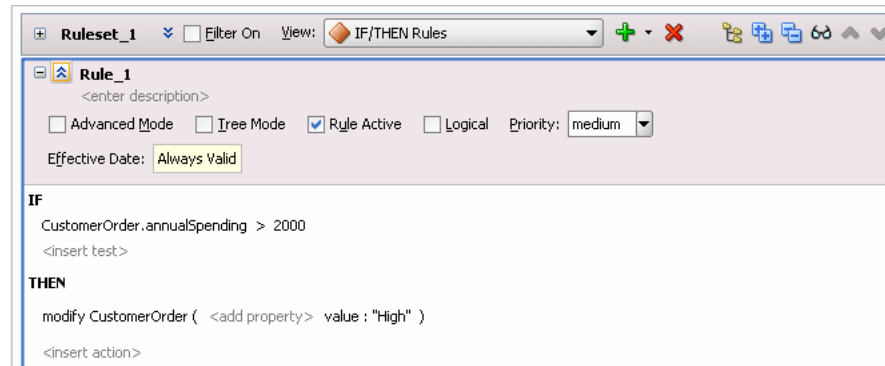 Ruleset_1 Filter On View: IF/THEN Rules
Rule_1
<enter description>
Advanced Mode Tree Mode Rule Active Logical Priority: medium
Effective Date: Always Valid
IF
CustomerOrder.annualSpending > 2000
<insert test>
THEN
modify CustomerOrder ( <add property> value : "High" )
<insert action>